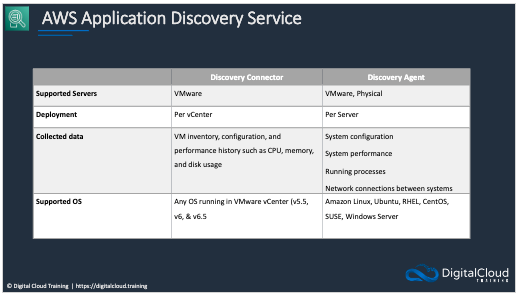 AWS Application Discovery Service
Discovery Connector Discovery Agent
Supported Servers VMware VMware, Physical
Deployment Per vCenter Per Server
Collected data
VM inventory, configuration, and
performance history such as CPU, memory,
and disk usage
System configuration
System performance
Running processes
Network connections between systems
Supported OS
Any OS running in VMware vCenter (v5.5,
v6, & v6.5
Amazon Linux, Ubuntu, RHEL, CentOS,
SUSE, Windows Server
© Digital Cloud Training | https://digitalcloud.training
DigitalCloud
TRAINING